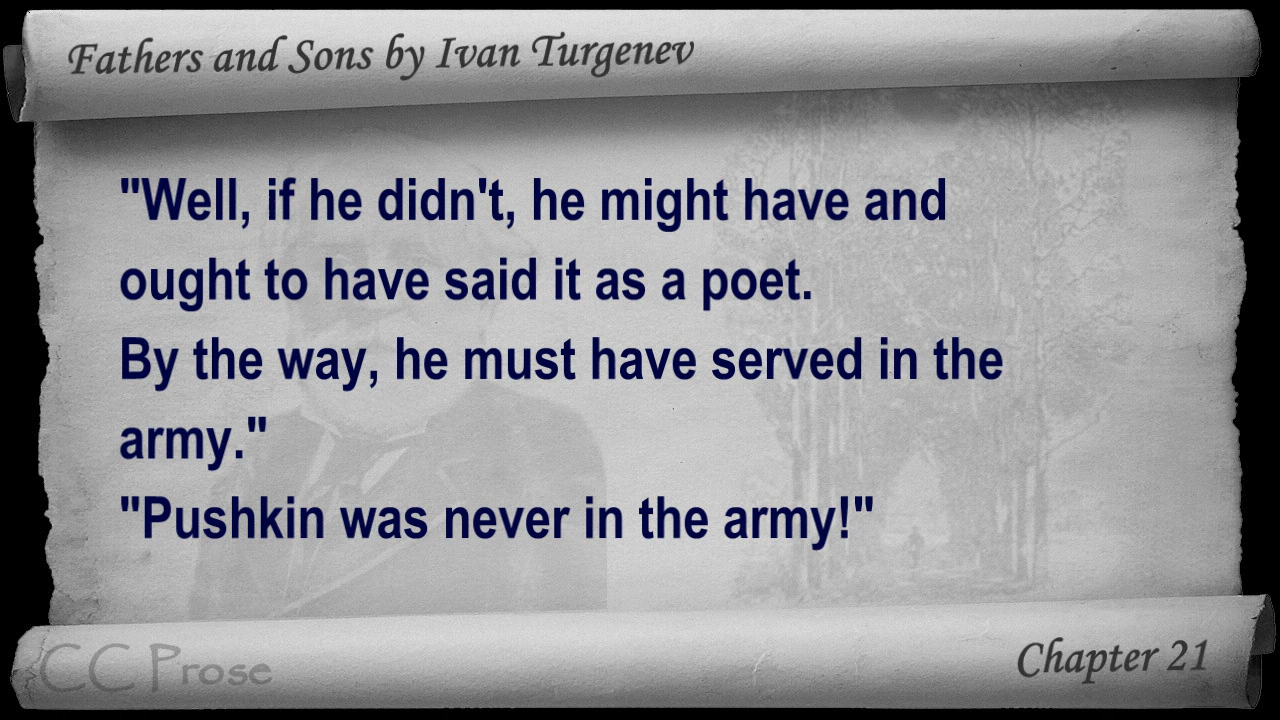 Fathers and Sons by Ivan Turgenev
"Well, if he didn't, he might have and
ought to have said it as a poet.
By the way, he must have served in the
army."
"Pushkin was never in the army!"
CC Prose
Chapter 21